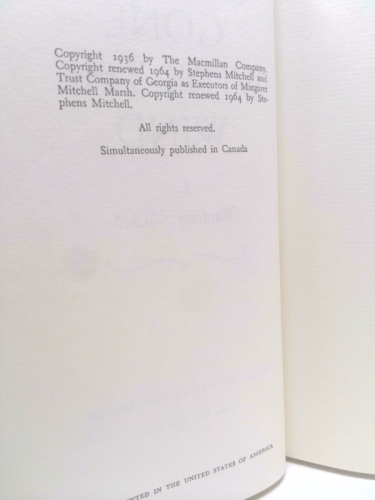 Copyright 1936 by The Macmillan Company.
Copyright renewed 1964 by Stephens Mitchell and
Trust Company of Georgia as Executors of Margaret
Mitchell Marsh. Copyright renewed 1964 by Ste-
phens Mitchell.
All rights reserved.
Simultaneously published in Canada
IN THE UNITED STATES OF AMERICA